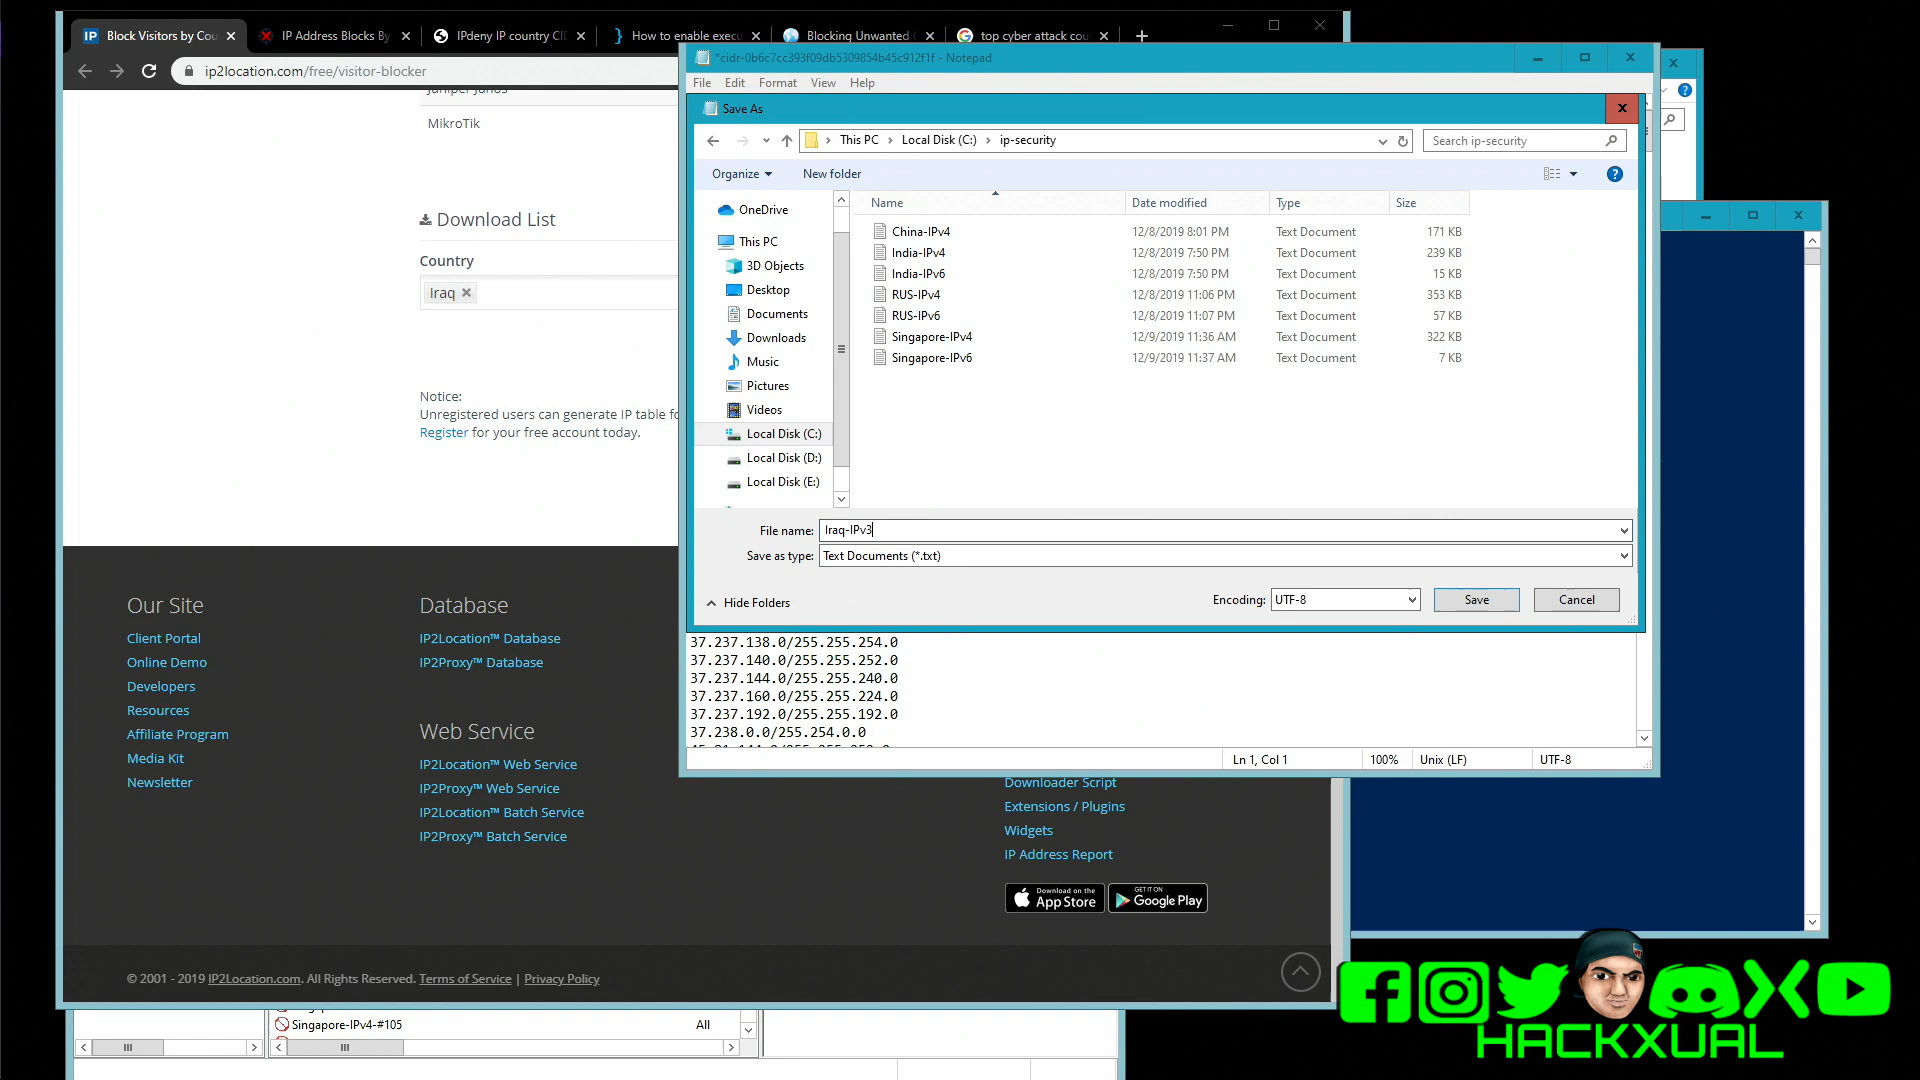 Block Visitors by Cou
IP Address Blocks By
IPdeny IP country CI
How to enable exec
Blocking Unwanted
top cyber attack cou
ip2location.com/free/visitor-blocker
Juniper Junos
MikroTik
Download List
Country
Iraq
Notice:
Unregistered users can generate IP table fo
Register for your free account today.
*cidr-0b6c7cc393f09db5309854b45c912f1f - Notepad
File Edit Format View Help
Save As
This PC > Local Disk (C:) > ip-security
Search ip-security
Organize
New folder
OneDrive
This PC
3D Objects
Desktop
Documents
Downloads
Music
Pictures
Videos
Local Disk (C:)
Local Disk (D:)
Local Disk (E:)
Name Date modified Type Size
China-IPv4 12/8/2019 8:01 PM Text Document 171 KB
India-IPv4 12/8/2019 7:50 PM Text Document 239 KB
India-IPv6 12/8/2019 7:50 PM Text Document 15 KB
RUS-IPv4 12/8/2019 11:06 PM Text Document 353 KB
RUS-IPv6 12/8/2019 11:07 PM Text Document 57 KB
Singapore-IPv4 12/9/2019 11:36 AM Text Document 322 KB
Singapore-IPv6 12/9/2019 11:37 AM Text Document 7 KB
File name: Iraq-IPv3
Save as type: Text Documents (*.txt)
Hide Folders
Encoding: UTF-8
Save
Cancel
37.237.138.0/255.255.254.0
37.237.140.0/255.255.252.0
37.237.144.0/255.255.240.0
37.237.160.0/255.255.224.0
37.237.192.0/255.255.192.0
37.238.0.0/255.254.0.0
Ln 1, Col 1 100% Unix (LF) UTF-8
Our Site
Client Portal
Online Demo
Developers
Resources
Affiliate Program
Media Kit
Newsletter
Database
IP2Location™ Database
IP2Proxy™ Database
Web Service
IP2Location™ Web Service
IP2Proxy™ Web Service
IP2Location™ Batch Service
IP2Proxy™ Batch Service
Downloader Script
Extensions / Plugins
Widgets
IP Address Report
Download on the App Store
GET IT ON Google Play
© 2001 - 2019 IP2Location.com. All Rights Reserved. Terms of Service | Privacy Policy
Singapore-IPv4-#105 All
HACKXUAL